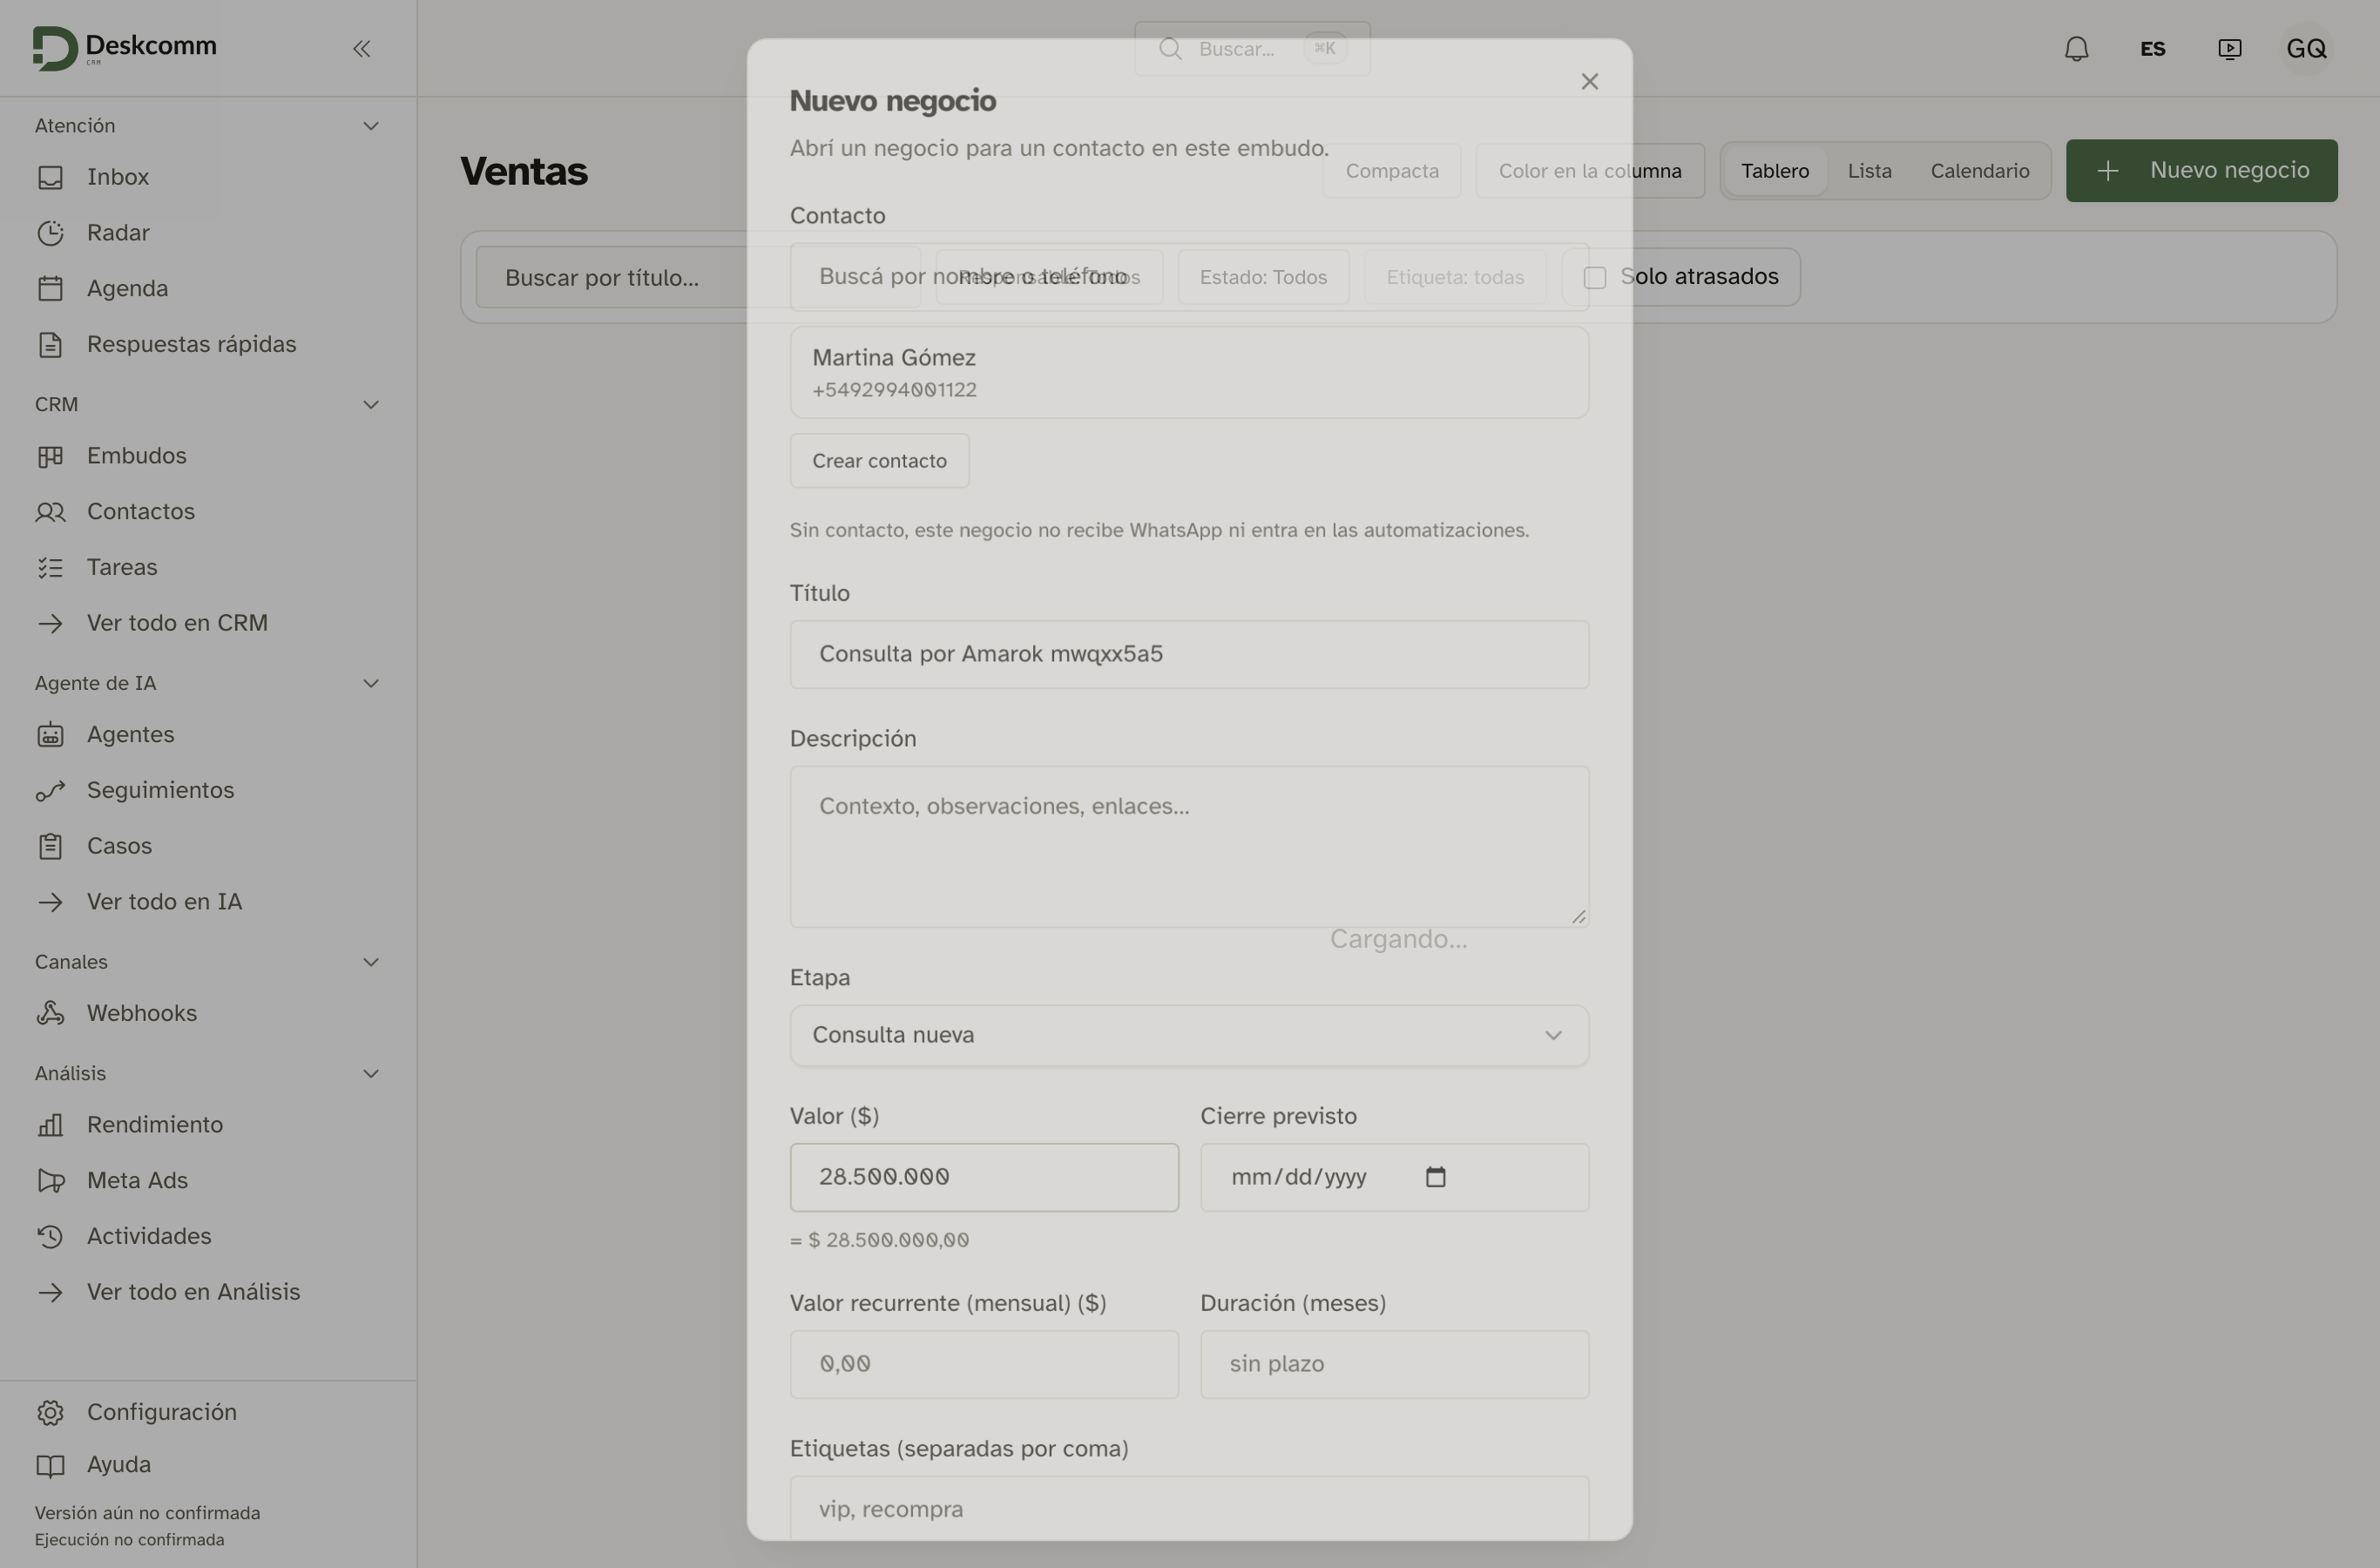 Deskcomm
CRM
Buscar...
⌘K
ES
GQ
Atención
Inbox
Radar
Agenda
Respuestas rápidas
CRM
Embudos
Contactos
Tareas
Ver todo en CRM
Agente de IA
Agentes
Seguimientos
Casos
Ver todo en IA
Canales
Webhooks
Análisis
Rendimiento
Meta Ads
Actividades
Ver todo en Análisis
Configuración
Ayuda
Versión aún no confirmada
Ejecución no confirmada
Ventas
Compacta
Color en la columna
Tablero
Lista
Calendario
Nuevo negocio
Buscar por título...
Responsable: Todos
Estado: Todos
Etiqueta: todas
Solo atrasados
Cargando...
Nuevo negocio
Abrí un negocio para un contacto en este embudo.
Contacto
Buscá por nombre o teléfono
Martina Gómez
+5492994001122
Crear contacto
Sin contacto, este negocio no recibe WhatsApp ni entra en las automatizaciones.
Título
Consulta por Amarok mwqxx5a5
Descripción
Contexto, observaciones, enlaces...
Etapa
Consulta nueva
Valor ($)
Cierre previsto
28.500.000
mm/dd/yyyy
= $ 28.500.000,00
Valor recurrente (mensual) ($)
Duración (meses)
0,00
sin plazo
Etiquetas (separadas por coma)
vip, recompra